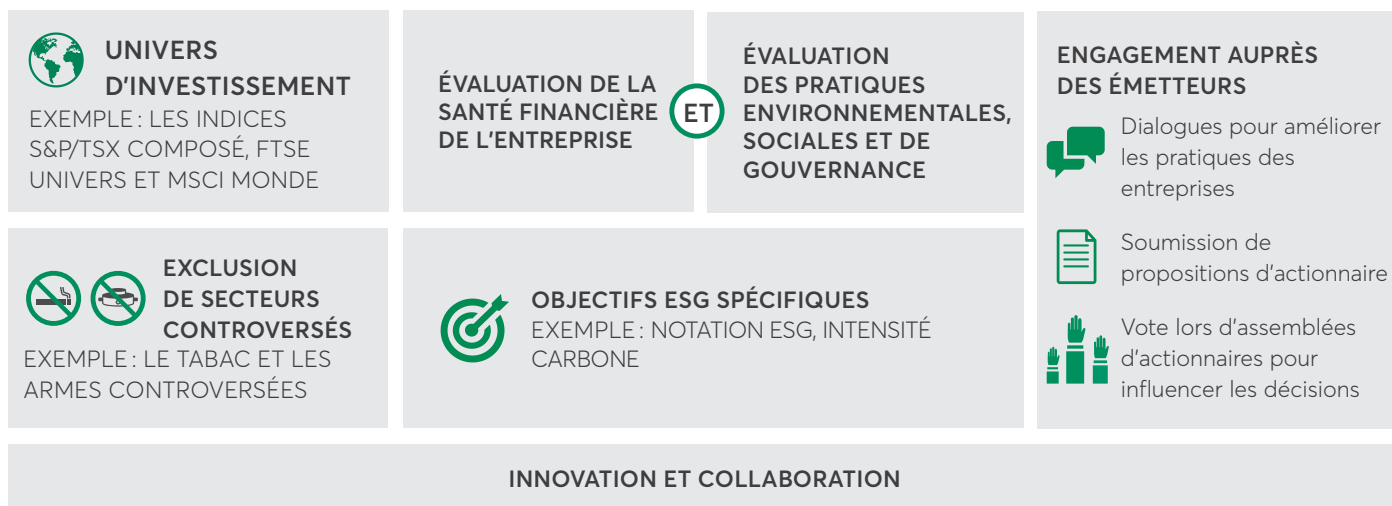 UNIVERS
D'INVESTISSEMENT
EXEMPLE : LES INDICES
S&P/TSX COMPOSÉ, FTSE
UNIVERS ET MSCI MONDE
EXCLUSION
DE SECTEURS
CONTROVERSÉS
EXEMPLE : LE TABAC ET LES
ARMES CONTROVERSÉES
ÉVALUATION DE LA
SANTÉ FINANCIÈRE
DE L'ENTREPRISE
ET
ÉVALUATION
DES PRATIQUES
ENVIRONNEMENTALES,
SOCIALES ET DE
GOUVERNANCE
OBJECTIFS ESG SPÉCIFIQUES
EXEMPLE : NOTATION ESG, INTENSITÉ
CARBONE
ENGAGEMENT AUPRÈS
DES ÉMETTEURS
Dialogues pour améliorer
les pratiques des
entreprises
Soumission de
propositions d'actionnaire
Vote lors d'assemblées
d'actionnaires pour
influencer les décisions
INNOVATION ET COLLABORATION